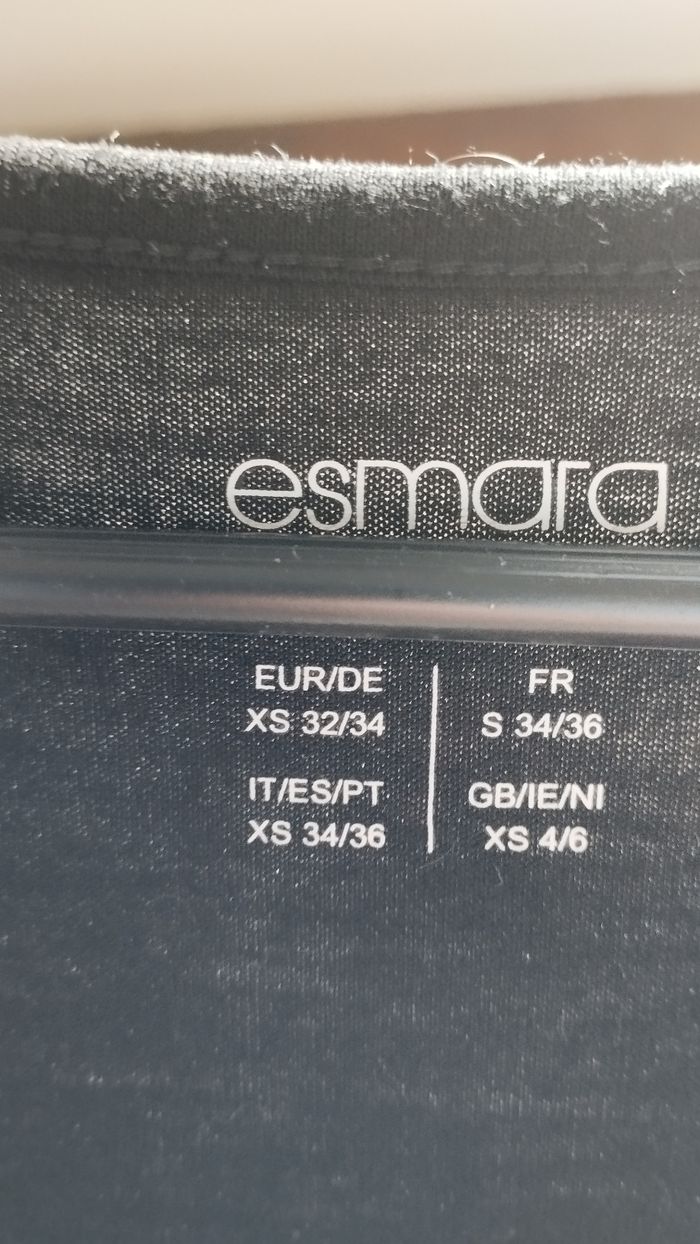 esmara
EUR/DE
XS 32/34
FR
S 34/36
IT/ES/PT
XS 34/36
GB/IE/NI
XS 4/6